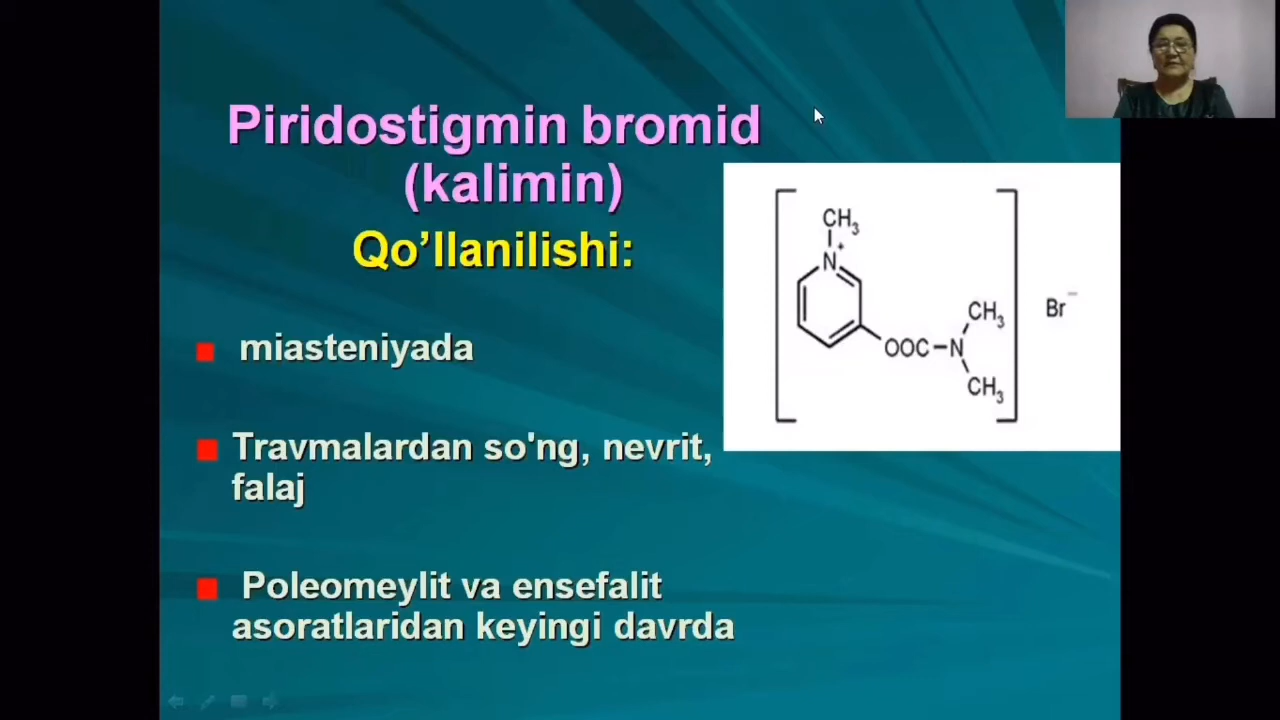 Piridostigmin bromid
(kalimin)
Qo’llanilishi:
miasteniyada
Travmalardan so'ng, nevrit,
falaj
Poleomeylit va ensefalit
asoratlaridan keyingi davrda
CH3
N+
CH3
OOC–N
CH3
Br–